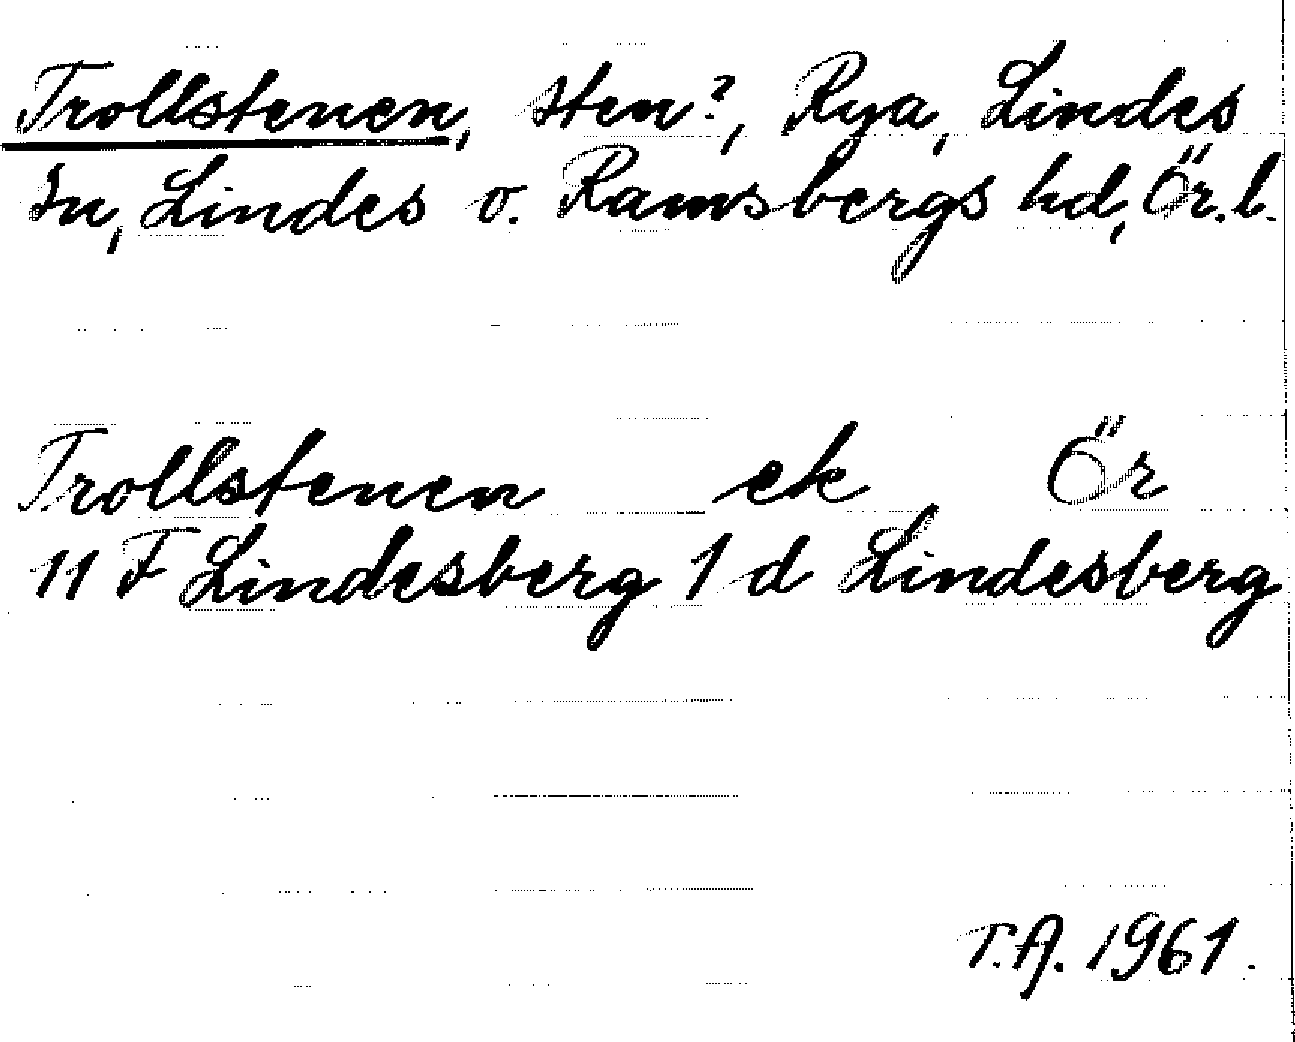 Trollstenen, sten?, Rya, Lindes
sn, Lindes o. Ramsbergs hd, Ör.l.
Trollstenen ek Ör
11 F Lindesberg 1 d Lindesberg
T.A. 1961.